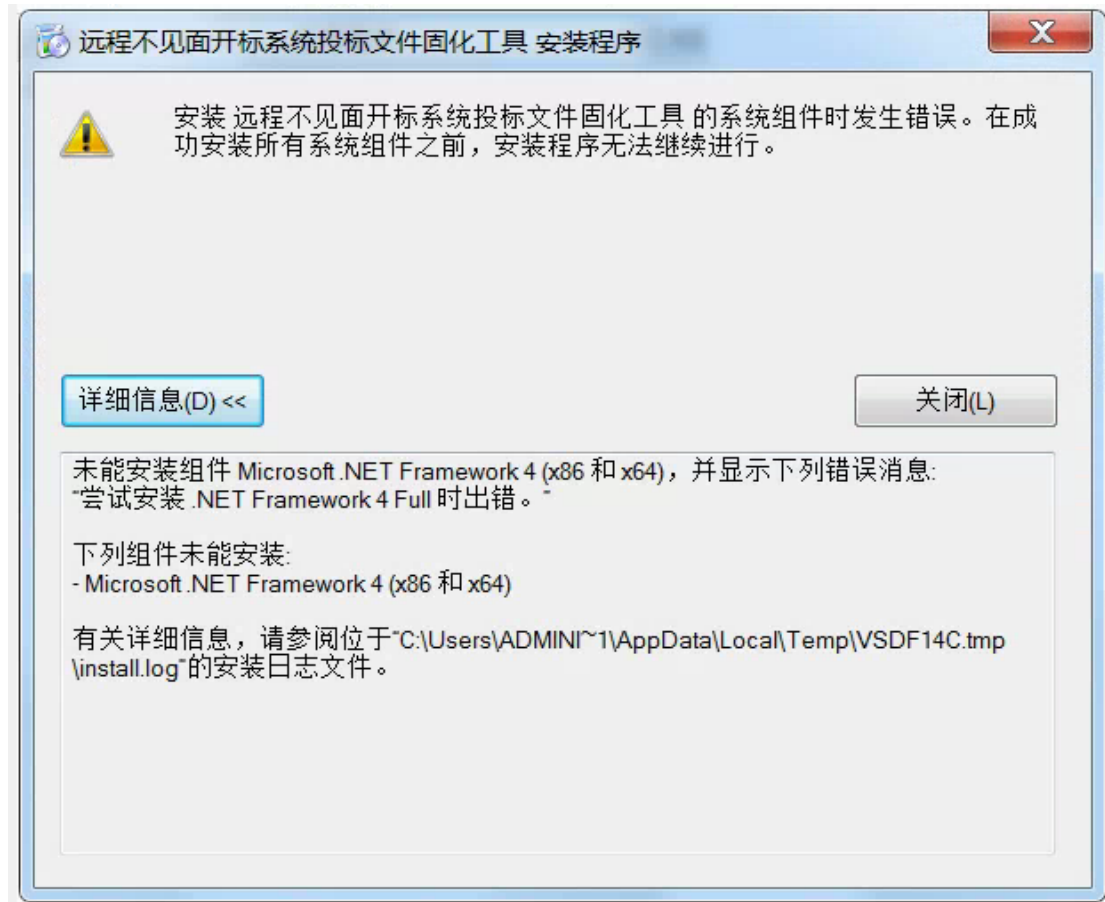 远程不见面开标系统投标文件固化工具 安装程序
安装 远程不见面开标系统投标文件固化工具 的系统组件时发生错误。在成
功安装所有系统组件之前，安装程序无法继续进行。
详细信息(D) <<
关闭(L)
未能安装组件 Microsoft .NET Framework 4 (x86 和 x64)，并显示下列错误消息:
“尝试安装 .NET Framework 4 Full 时出错。”
下列组件未能安装:
- Microsoft .NET Framework 4 (x86 和 x64)
有关详细信息，请参阅位于“C:\Users\ADMINI~1\AppData\Local\Temp\VSDF14C.tmp
\install.log”的安装日志文件。